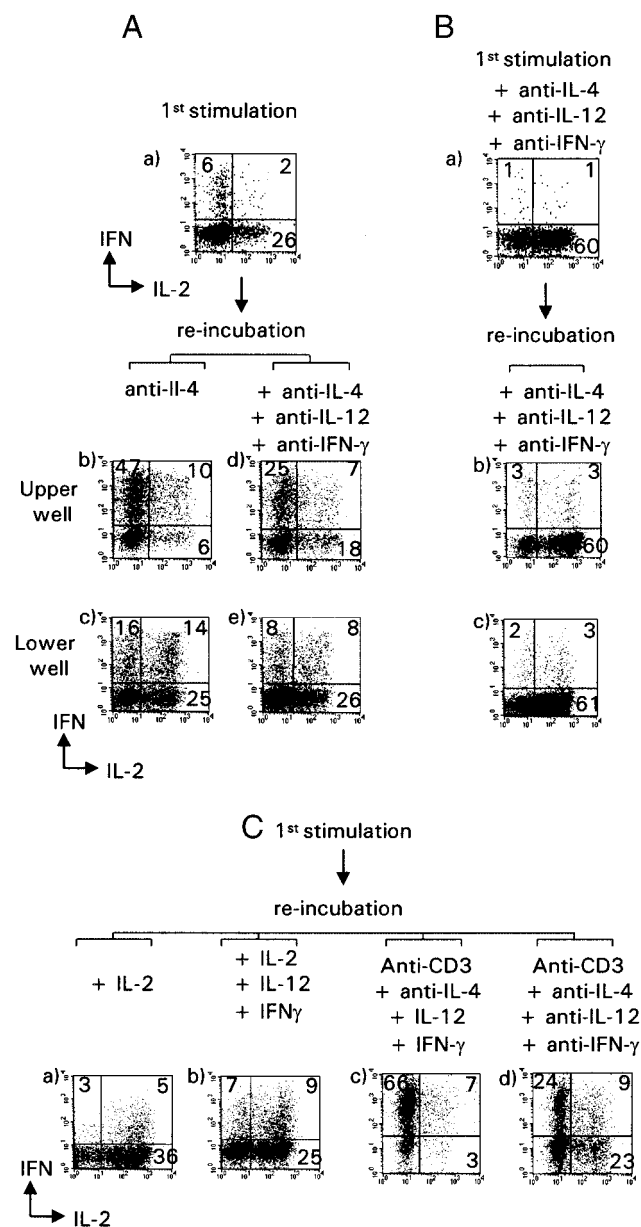 A
B
1st stimulation
1st stimulation
+ anti-IL-4
+ anti-IL-12
+ anti-IFN-γ
a)
6
2
26
a)
1
1
60
IFN
IL-2
re-incubation
re-incubation
anti-Il-4
+ anti-IL-4
+ anti-IL-12
+ anti-IFN-γ
+ anti-IL-4
+ anti-IL-12
+ anti-IFN-γ
Upper
well
b)
47
10
6
d)
25
7
18
b)
3
3
60
Lower
well
c)
16
14
25
e)
8
8
26
c)
2
3
61
IFN
IL-2
C
1st stimulation
re-incubation
+ IL-2
+ IL-2
+ IL-12
+ IFNγ
Anti-CD3
+ anti-IL-4
+ IL-12
+ IFN-γ
Anti-CD3
+ anti-IL-4
+ anti-IL-12
+ anti-IFN-γ
a)
3
5
36
b)
7
9
25
c)
66
7
3
d)
24
9
23
IFN
IL-2